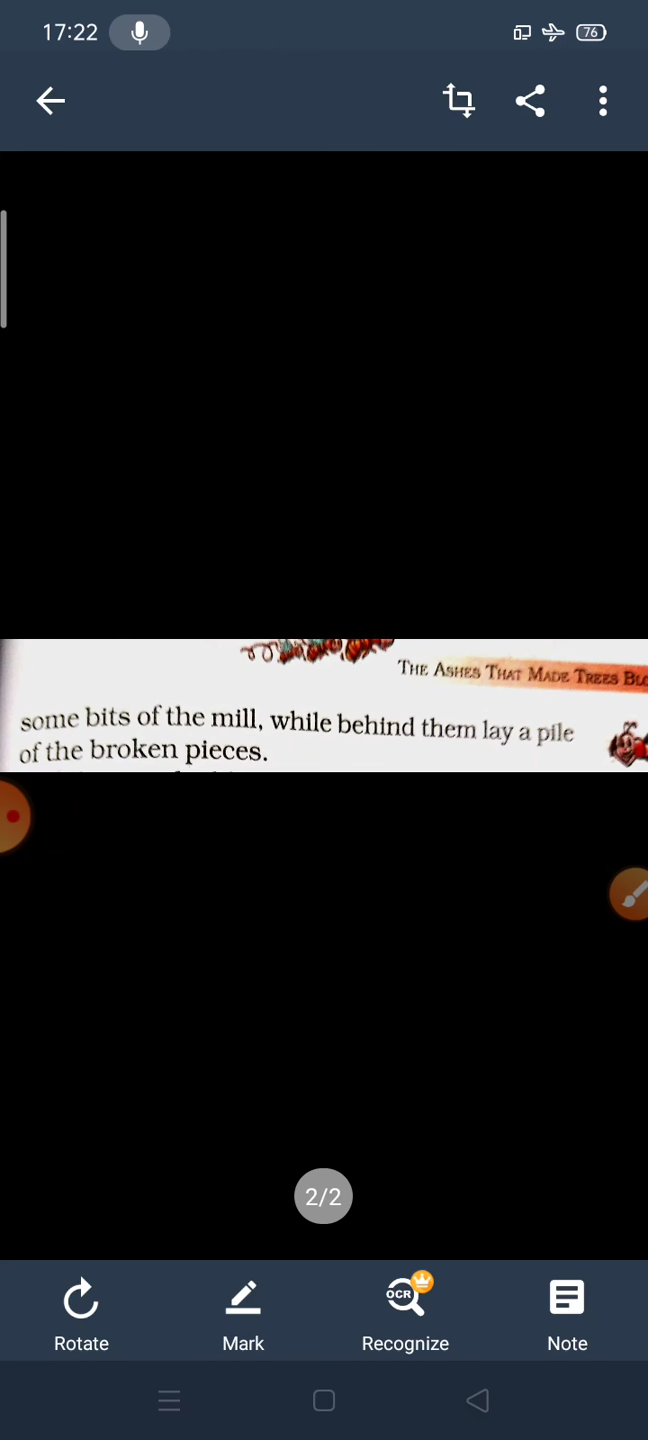 17:22
76
THE ASHES THAT MADE TREES
some bits of the mill, while behind them lay a pile
of the broken pieces.
2/2
OCR
Rotate
Mark
Recognize
Note